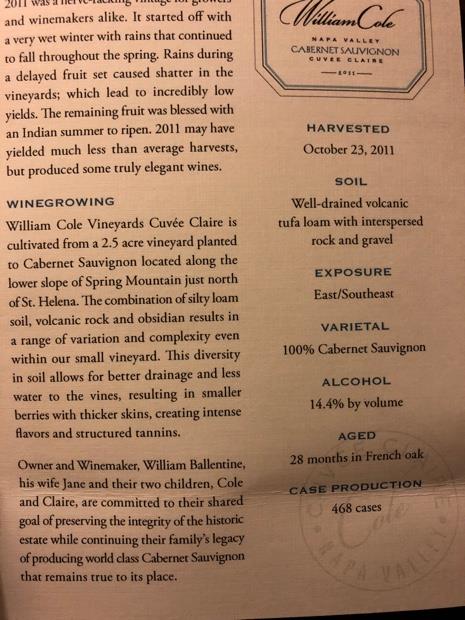 2011 was a nerve-racking vintage for growers
and winemakers alike. It started off with
a very wet winter with rains that continued
to fall throughout the spring. Rains during
a delayed fruit set caused shatter in the
vineyards; which lead to incredibly low
yields. The remaining fruit was blessed with
an Indian summer to ripen. 2011 may have
yielded much less than average harvests,
but produced some truly elegant wines.
WINEGROWING
William Cole Vineyards Cuvée Claire is
cultivated from a 2.5 acre vineyard planted
to Cabernet Sauvignon located along the
lower slope of Spring Mountain just north
of St. Helena. The combination of silty loam
soil, volcanic rock and obsidian results in
a range of variation and complexity even
within our small vineyard. This diversity
in soil allows for better drainage and less
water to the vines, resulting in smaller
berries with thicker skins, creating intense
flavors and structured tannins.
Owner and Winemaker, William Ballentine,
his wife Jane and their two children, Cole
and Claire, are committed to their shared
goal of preserving the integrity of the historic
estate while continuing their family's legacy
of producing world class Cabernet Sauvignon
that remains true to its place.
William Cole
NAPA VALLEY
CABERNET SAUVIGNON
CUVÉE CLAIRE
2011
HARVESTED
October 23, 2011
SOIL
Well-drained volcanic
tufa loam with interspersed
rock and gravel
EXPOSURE
East/Southeast
VARIETAL
100% Cabernet Sauvignon
ALCOHOL
14.4% by volume
AGED
28 months in French oak
CASE PRODUCTION
468 cases
Cole
NAPA VALLEY